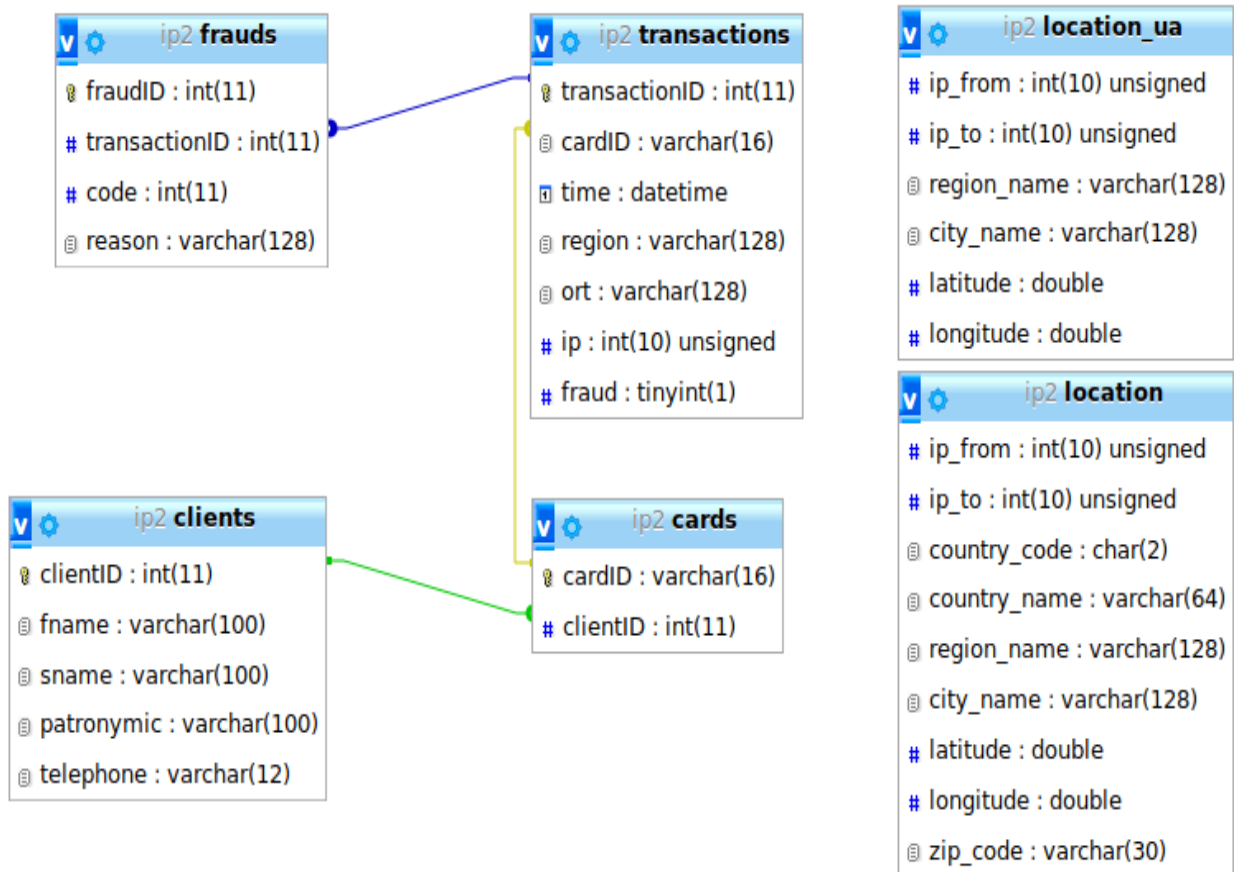 ip2 frauds
fraudID : int(11)
transactionID : int(11)
code : int(11)
reason : varchar(128)
ip2 transactions
transactionID : int(11)
cardID : varchar(16)
time : datetime
region : varchar(128)
ort : varchar(128)
ip : int(10) unsigned
fraud : tinyint(1)
ip2 location_ua
ip_from : int(10) unsigned
ip_to : int(10) unsigned
region_name : varchar(128)
city_name : varchar(128)
latitude : double
longitude : double
ip2 clients
clientID : int(11)
fname : varchar(100)
sname : varchar(100)
patronymic : varchar(100)
telephone : varchar(12)
ip2 cards
cardID : varchar(16)
clientID : int(11)
ip2 location
ip_from : int(10) unsigned
ip_to : int(10) unsigned
country_code : char(2)
country_name : varchar(64)
region_name : varchar(128)
city_name : varchar(128)
latitude : double
longitude : double
zip_code : varchar(30)